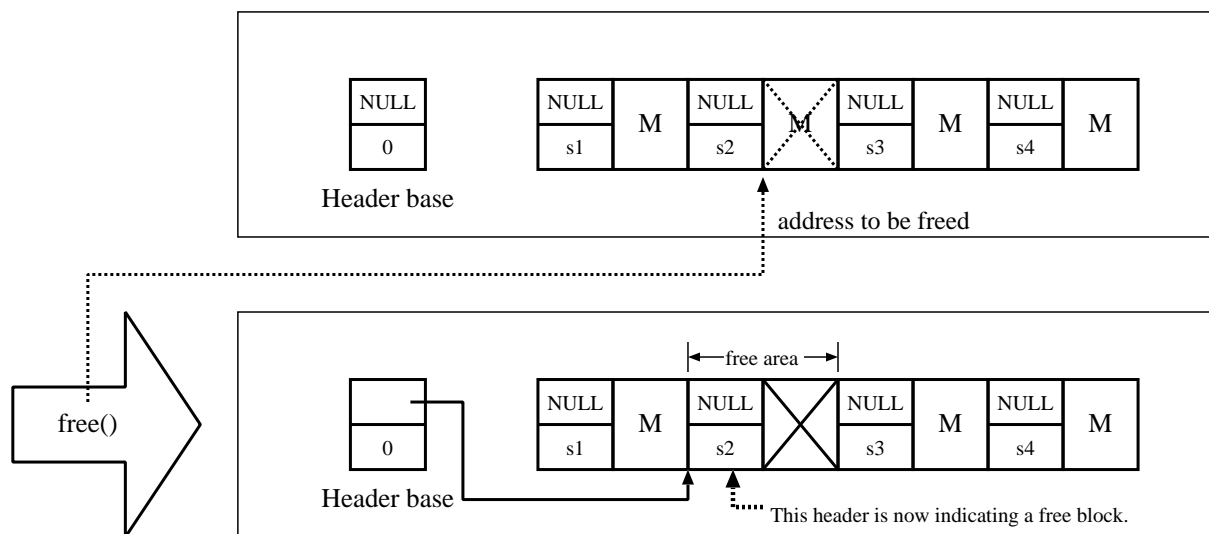 NULL NULL NULL NULL NULL
M M M M
0 s1 s2 s3 s4
Header base
address to be freed
free area
NULL NULL NULL NULL
free() M M M
0 s1 s2 s3 s4
Header base
This header is now indicating a free block.